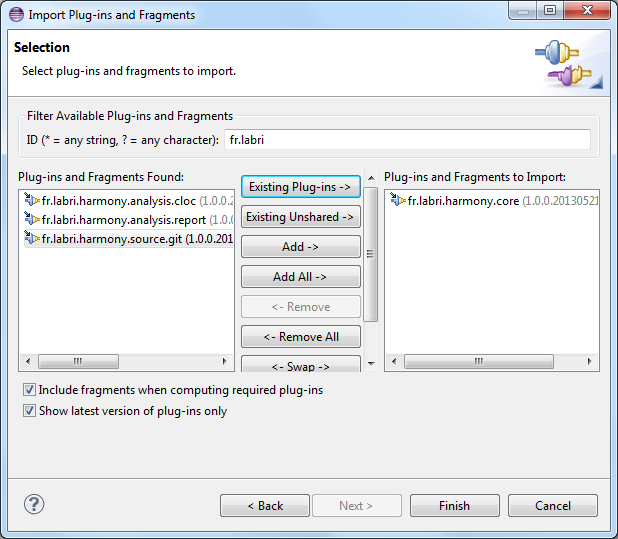 Import Plug-ins and Fragments
Selection
Select plug-ins and fragments to import.
Filter Available Plug-ins and Fragments
ID (* = any string, ? = any character): fr.labri
Plug-ins and Fragments Found:
fr.labri.harmony.analysis.cloc (1.0.0.2
fr.labri.harmony.analysis.report (1.0.0
fr.labri.harmony.source.git (1.0.0.201
Existing Plug-ins ->
Existing Unshared ->
Add ->
Add All ->
<- Remove
<- Remove All
<- Swap ->
Plug-ins and Fragments to Import:
fr.labri.harmony.core (1.0.0.20130521
Include fragments when computing required plug-ins
Show latest version of plug-ins only
?
< Back
Next >
Finish
Cancel